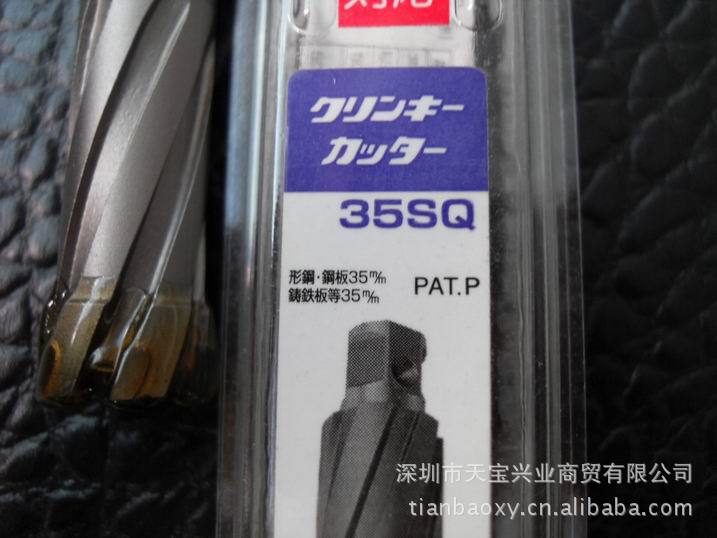 クリンキー
カッター
35SQ
形鋼・鋼板35㎜
鋳鉄板等35㎜
PAT.P
深圳市天宝兴业商贸有限公司
tianbaoxy.cn.alibaba.com